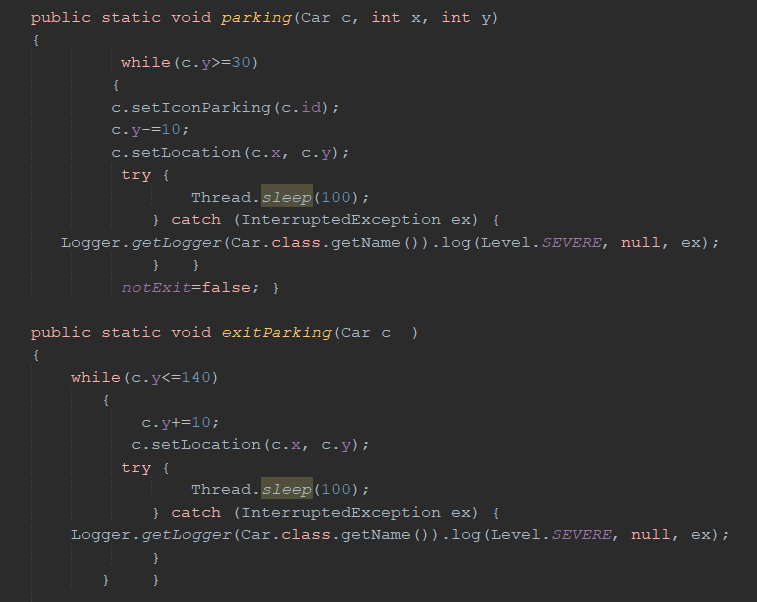 public static void parking(Car c, int x, int y)
{
while(c.y>=30)
{
c.setIconParking(c.id);
c.y-=10;
c.setLocation(c.x, c.y);
try {
Thread.sleep(100);
} catch (InterruptedException ex) {
Logger.getLogger(Car.class.getName()).log(Level.SEVERE, null, ex);
} }
notExit=false; }
public static void exitParking(Car c )
{
while(c.y<=140)
{
c.y+=10;
c.setLocation(c.x, c.y);
try {
Thread.sleep(100);
} catch (InterruptedException ex) {
Logger.getLogger(Car.class.getName()).log(Level.SEVERE, null, ex);
}
} }